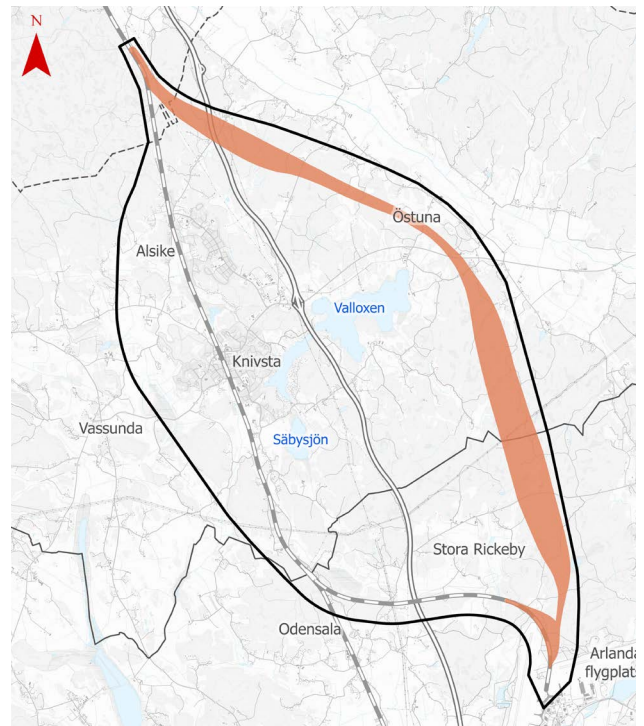 N
Östuna
Alsike
Valloxen
Knivsta
Vassunda
Säbysjön
Stora Rickeby
Odensala
Arlanda
flygplats